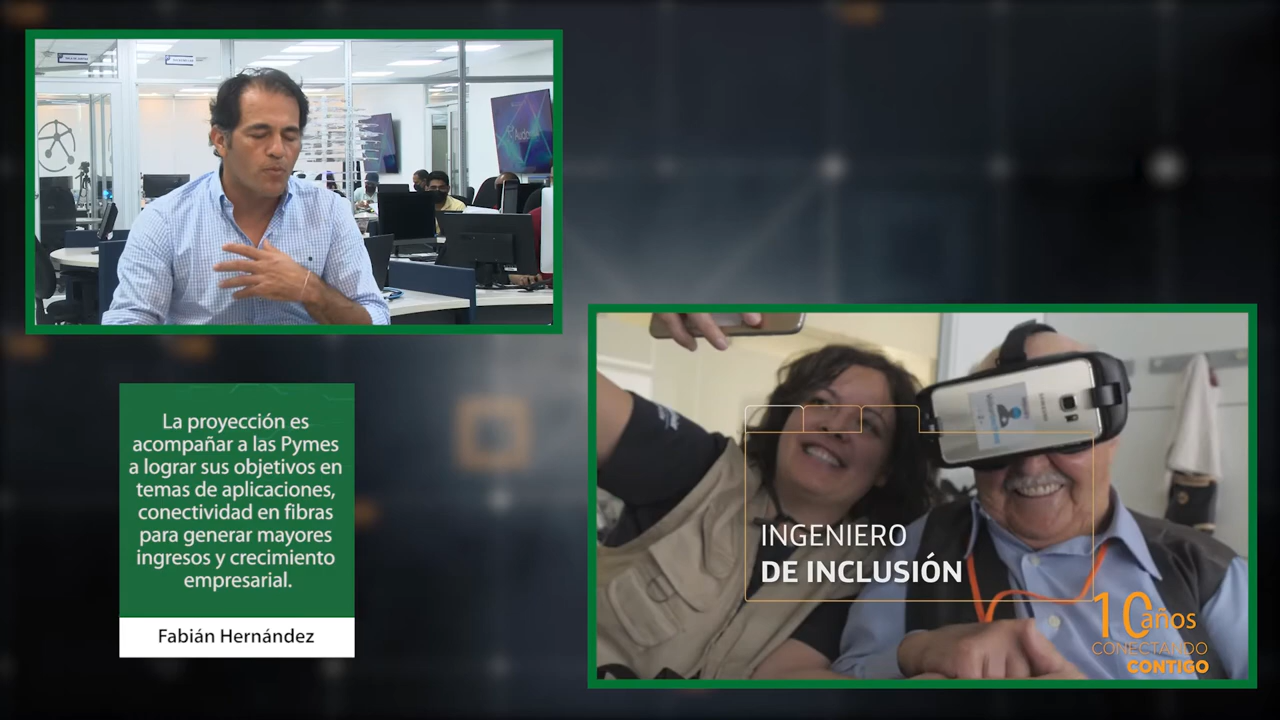 La proyección es
acompañar a las Pymes
a lograr sus objetivos en
temas de aplicaciones,
conectividad en fibras
para generar mayores
ingresos y crecimiento
empresarial.
Fabián Hernández
INGENIERO
DE INCLUSIÓN
10 años
CONECTANDO
CONTIGO